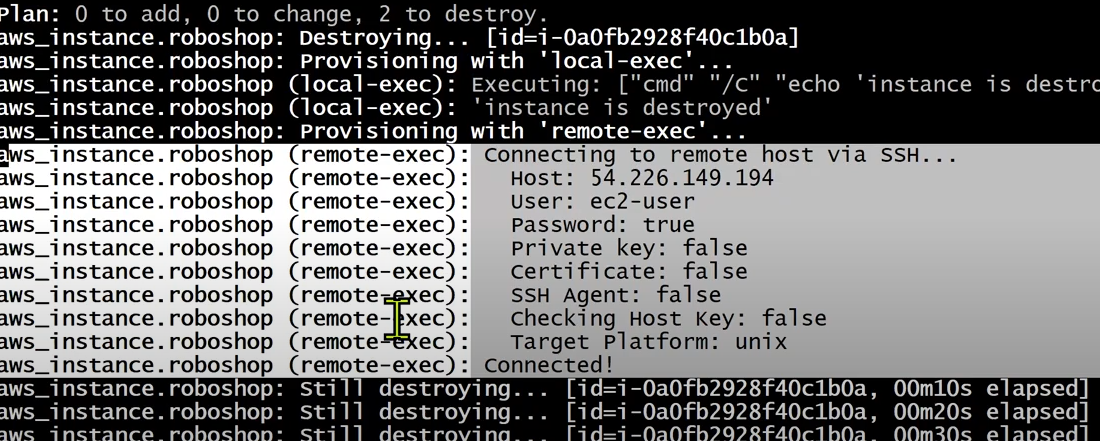 Plan: 0 to add, 0 to change, 2 to destroy.
aws_instance.roboshop: Destroying... [id=i-0a0fb2928f40c1b0a]
aws_instance.roboshop: Provisioning with 'local-exec'...
aws_instance.roboshop (local-exec): Executing: ["cmd" "/C" "echo 'instance is destro
aws_instance.roboshop (local-exec): 'instance is destroyed'
aws_instance.roboshop: Provisioning with 'remote-exec'...
aws_instance.roboshop (remote-exec): Connecting to remote host via SSH...
aws_instance.roboshop (remote-exec):   Host: 54.226.149.194
aws_instance.roboshop (remote-exec):   User: ec2-user
aws_instance.roboshop (remote-exec):   Password: true
aws_instance.roboshop (remote-exec):   Private key: false
aws_instance.roboshop (remote-exec):   Certificate: false
aws_instance.roboshop (remote-exec):   SSH Agent: false
aws_instance.roboshop (remote-exec):   Checking Host Key: false
aws_instance.roboshop (remote-exec):   Target Platform: unix
aws_instance.roboshop (remote-exec): Connected!
aws_instance.roboshop: Still destroying... [id=i-0a0fb2928f40c1b0a, 00m10s elapsed]
aws_instance.roboshop: Still destroying... [id=i-0a0fb2928f40c1b0a, 00m20s elapsed]
aws_instance.roboshop: Still destroying... [id=i-0a0fb2928f40c1b0a, 00m30s elapsed]